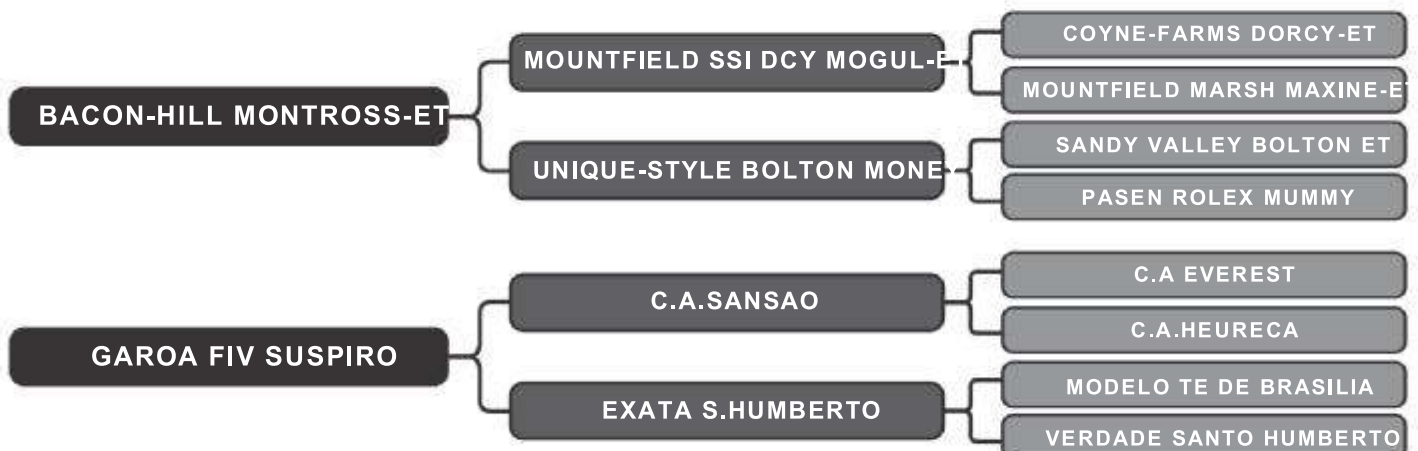 COYNE-FARMS DORCY-ET
MOUNTFIELD SSI DCY MOGUL-ET
MOUNTFIELD MARSH MAXINE-ET
BACON-HILL MONTROSS-ET
SANDY VALLEY BOLTON ET
UNIQUE-STYLE BOLTON MONEY
PASEN ROLEX MUMMY
C.A EVEREST
C.A.SANSAO
C.A.HEURECA
GAROA FIV SUSPIRO
MODELO TE DE BRASILIA
EXATA S.HUMBERTO
VERDADE SANTO HUMBERTO